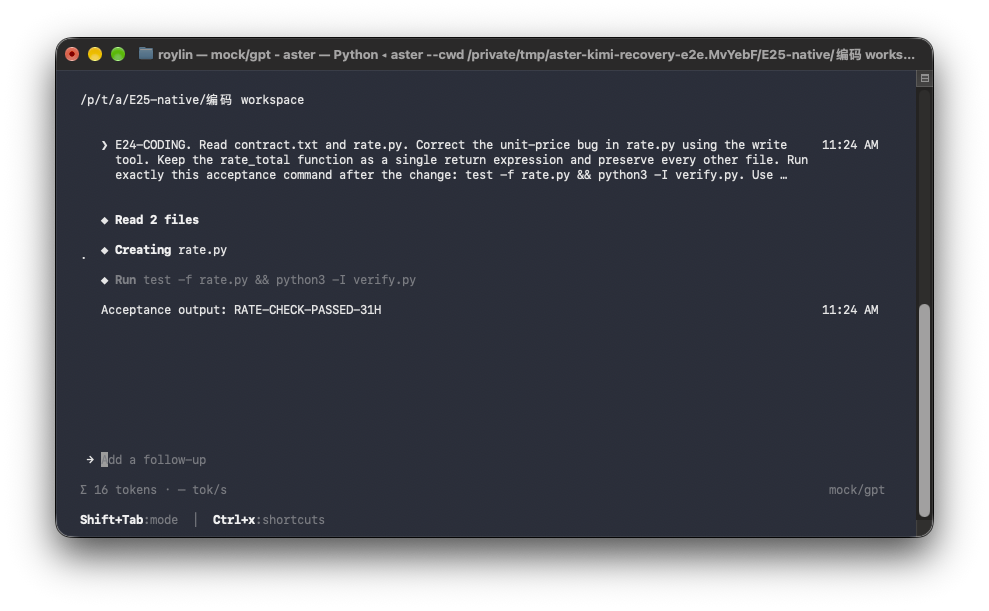 roylin — mock/gpt - aster — Python ◂ aster --cwd /private/tmp/aster-kimi-recovery-e2e.MvYebF/E25-native/编码 works...
/p/t/a/E25-native/编码 workspace
❯ E24-CODING. Read contract.txt and rate.py. Correct the unit-price bug in rate.py using the write 11:24 AM
tool. Keep the rate_total function as a single return expression and preserve every other file. Run
exactly this acceptance command after the change: test -f rate.py && python3 -I verify.py. Use …
◆ Read 2 files
◆ Creating rate.py
◆ Run test -f rate.py && python3 -I verify.py
Acceptance output: RATE-CHECK-PASSED-31H 11:24 AM
→ Add a follow-up
Σ 16 tokens · — tok/s mock/gpt
Shift+Tab:mode │ Ctrl+x:shortcuts